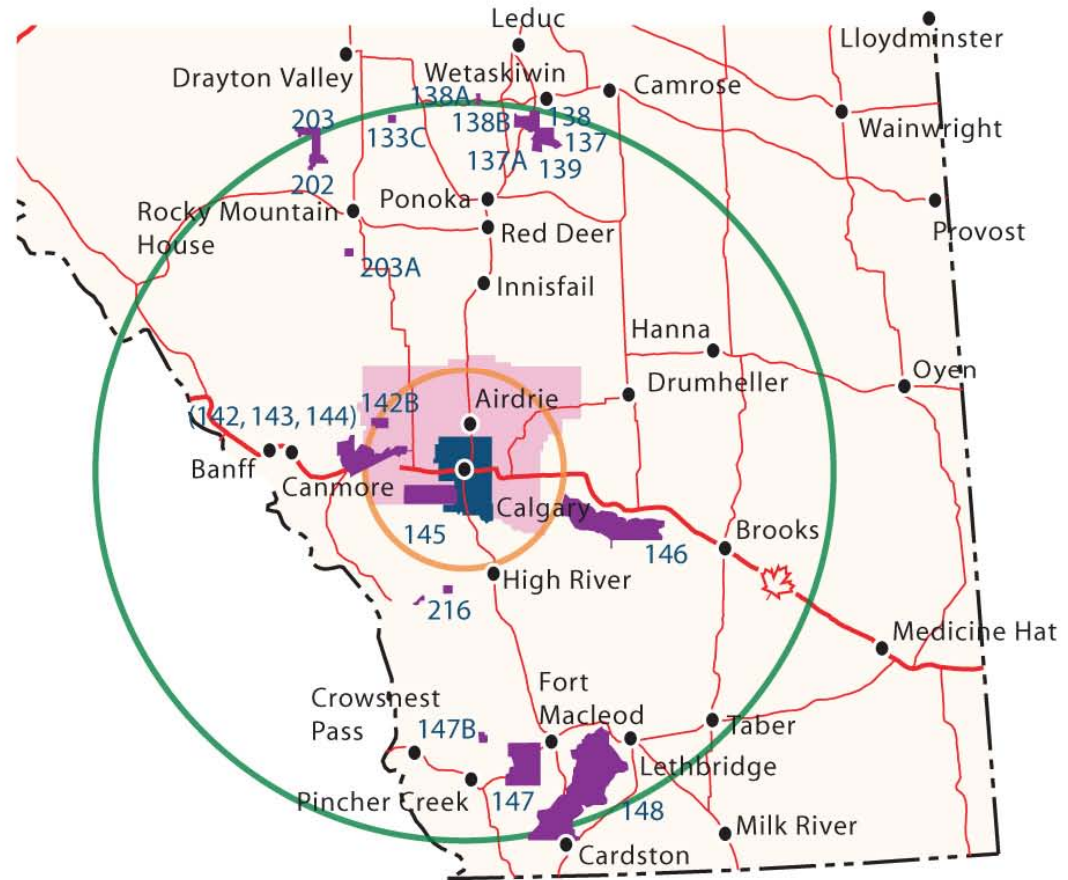 Leduc
Lloydminster
Drayton Valley
Wetaskiwin
Camrose
138A
203
133C
138B
138
Wainwright
137
137A
139
202
Rocky Mountain
House
Ponoka
Red Deer
Provost
203A
Innisfail
Hanna
Oyen
Drumheller
142B
Airdrie
(142, 143, 144)
Banff
Canmore
Calgary
145
146
Brooks
High River
216
Medicine Hat
Crowsnest
Pass
147B
Fort
Macleod
Taber
Lethbridge
Pincher Creek
147
148
Milk River
Cardston